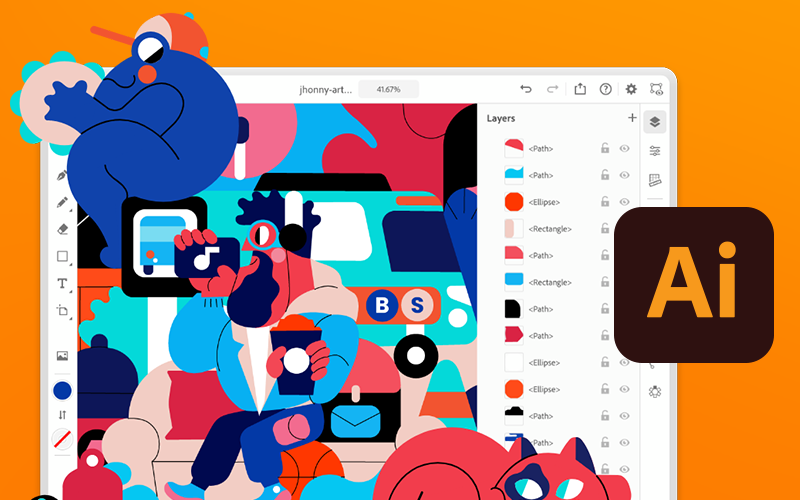 jhonny-art...
41.67%
Layers
<Path>
<Path>
<Ellipse>
<Rectangle>
<Path>
<Rectangle>
<Path>
<Path>
<Ellipse>
<Ellipse>
<Path>
<Path>
T
B S
Ai